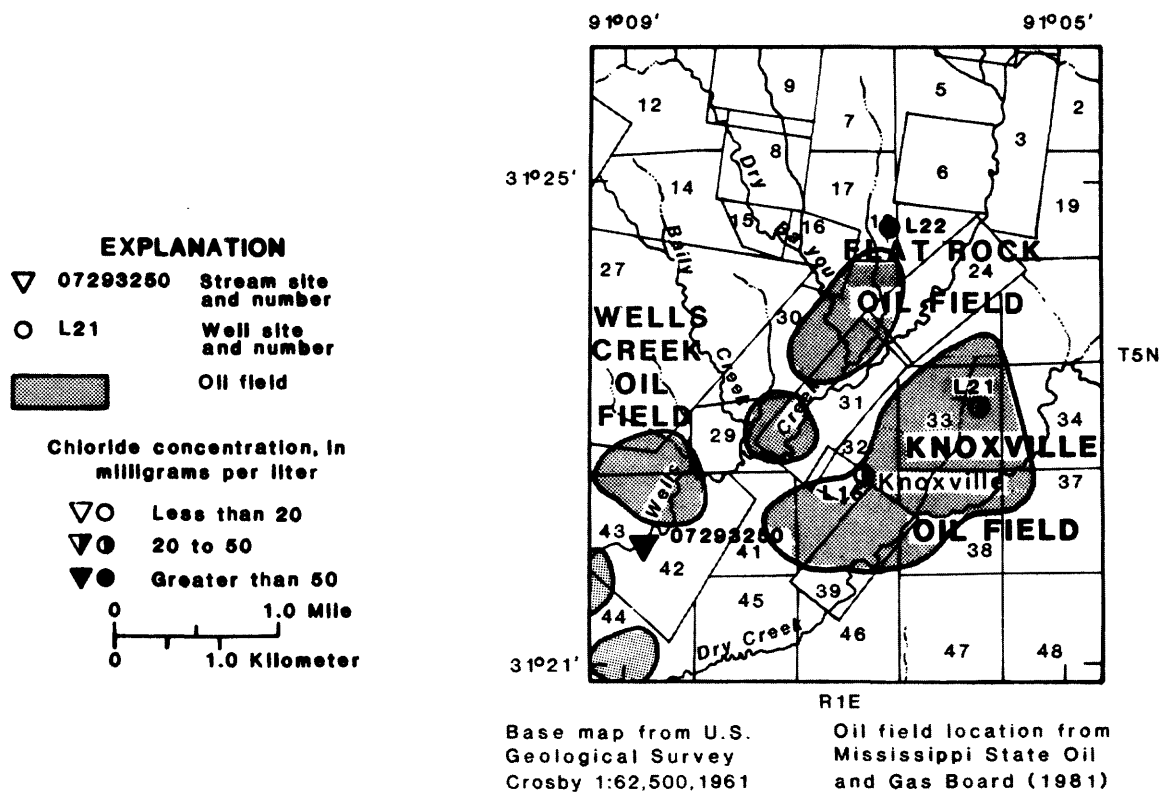 EXPLANATION
07293250 Stream site
and number
L21 Well site
and number
Oil field
Chloride concentration, in
milligrams per liter
Less than 20
20 to 50
Greater than 50
0 1.0 Mile
0 1.0 Kilometer
91°09' 91°05'
31°25'
31°21'
T5N
R1E
12
9
5
2
7
3
8
6
Dry
14
17
19
15
16
L22
Bayou
Baily
FLAT ROCK
27
24
OIL FIELD
30
WELLS
CREEK
OIL
FIELD
Creek
Creek
31
L21
29
33
34
32
KNOXVILLE
Knoxville
37
Wells
43
07293250
OIL FIELD
41
38
42
39
45
44
46
Dry Creek
47
48
Base map from U.S.
Geological Survey
Crosby 1:62,500,1961
Oil field location from
Mississippi State Oil
and Gas Board (1981)